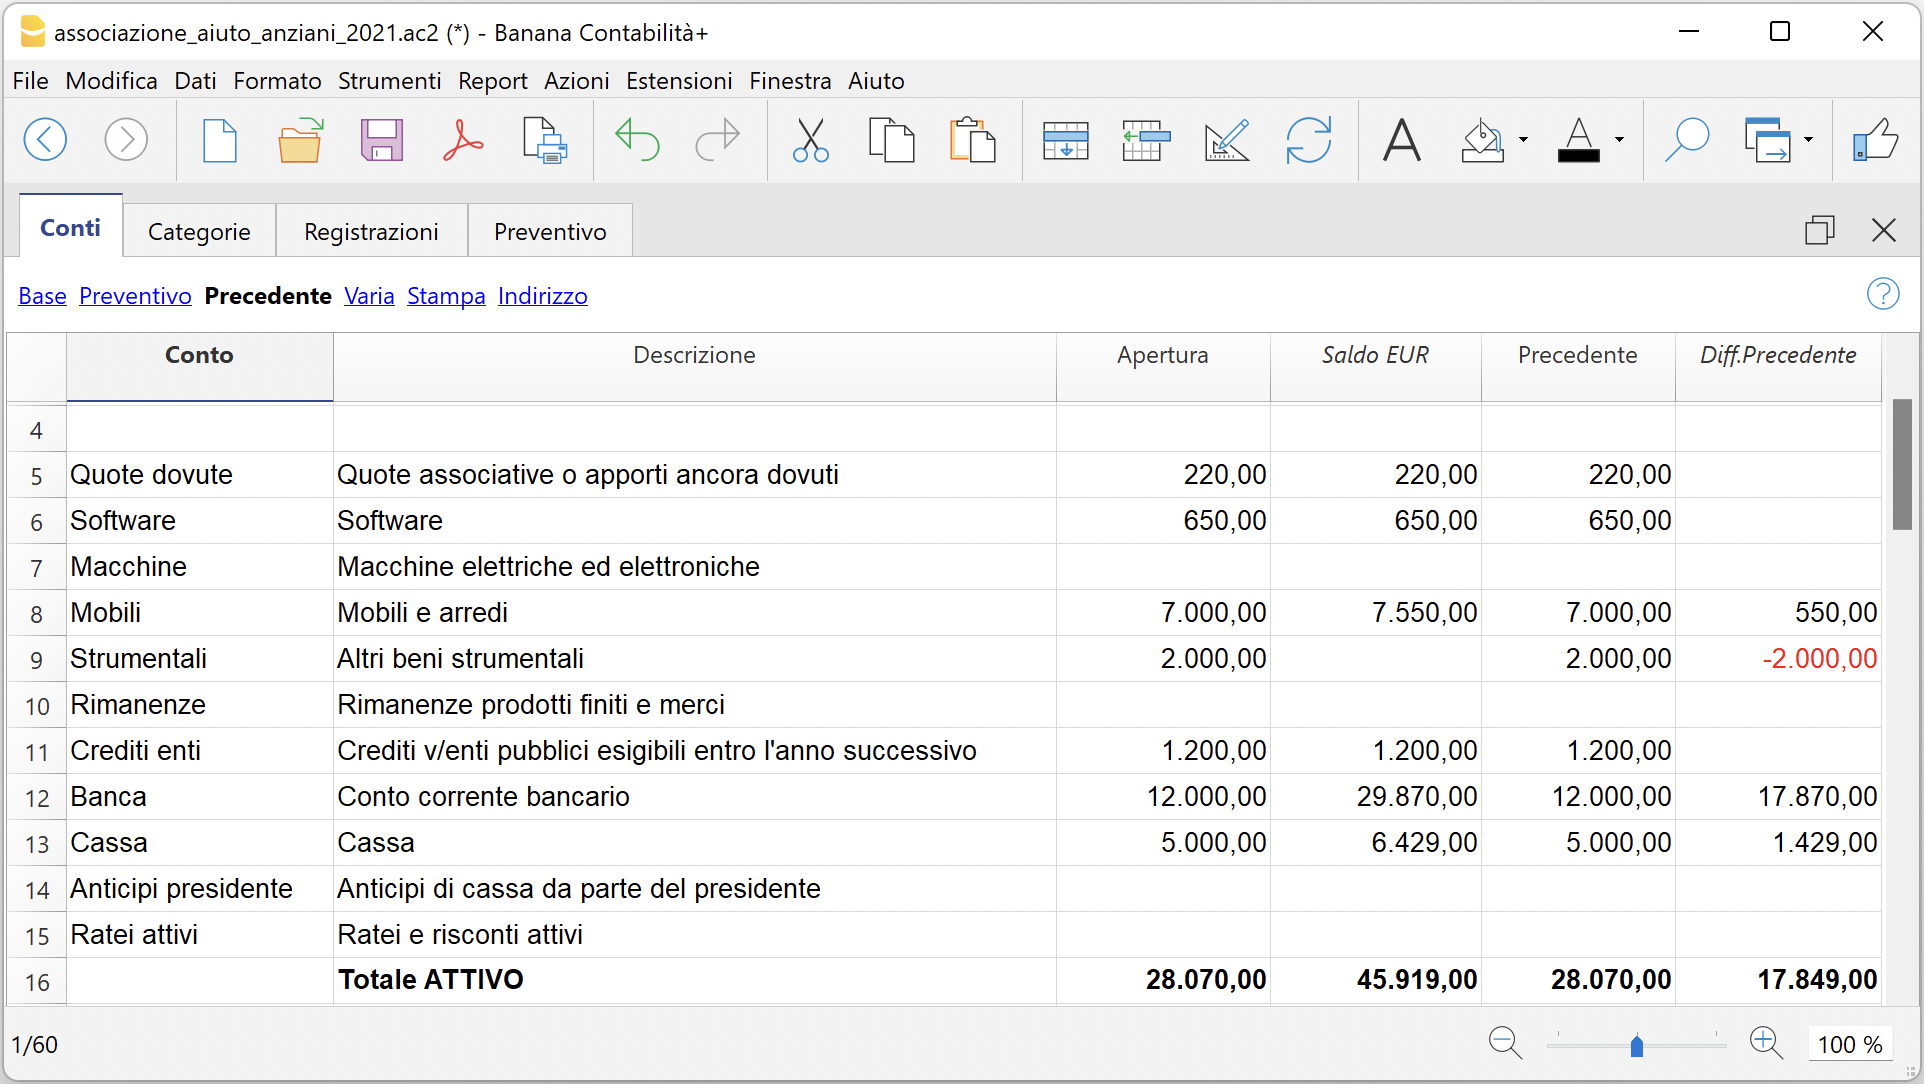 associazione_aiuto_anziani_2021.ac2 (*) - Banana Contabilità+
File Modifica Dati Formato Strumenti Report Azioni Estensioni Finestra Aiuto
Conti Categorie Registrazioni Preventivo
Base Preventivo Precedente Varia Stampa Indirizzo
Conto Descrizione Apertura Saldo EUR Precedente Diff.Precedente
4
5 Quote dovute Quote associative o apporti ancora dovuti 220,00 220,00 220,00
6 Software Software 650,00 650,00 650,00
7 Macchine Macchine elettriche ed elettroniche
8 Mobili Mobili e arredi 7.000,00 7.550,00 7.000,00 550,00
9 Strumentali Altri beni strumentali 2.000,00 2.000,00 -2.000,00
10 Rimanenze Rimanenze prodotti finiti e merci
11 Crediti enti Crediti v/enti pubblici esigibili entro l'anno successivo 1.200,00 1.200,00 1.200,00
12 Banca Conto corrente bancario 12.000,00 29.870,00 12.000,00 17.870,00
13 Cassa Cassa 5.000,00 6.429,00 5.000,00 1.429,00
14 Anticipi presidente Anticipi di cassa da parte del presidente
15 Ratei attivi Ratei e risconti attivi
16 Totale ATTIVO 28.070,00 45.919,00 28.070,00 17.849,00
1/60 100 %